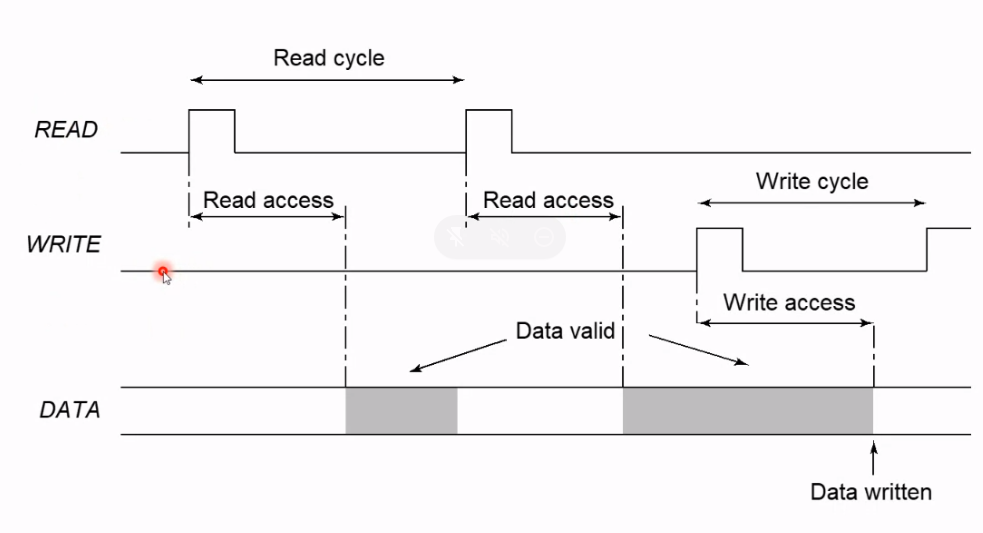 Read cycle
READ
Write cycle
Read access
Read access
WRITE
Write access
Data valid
DATA
Data written